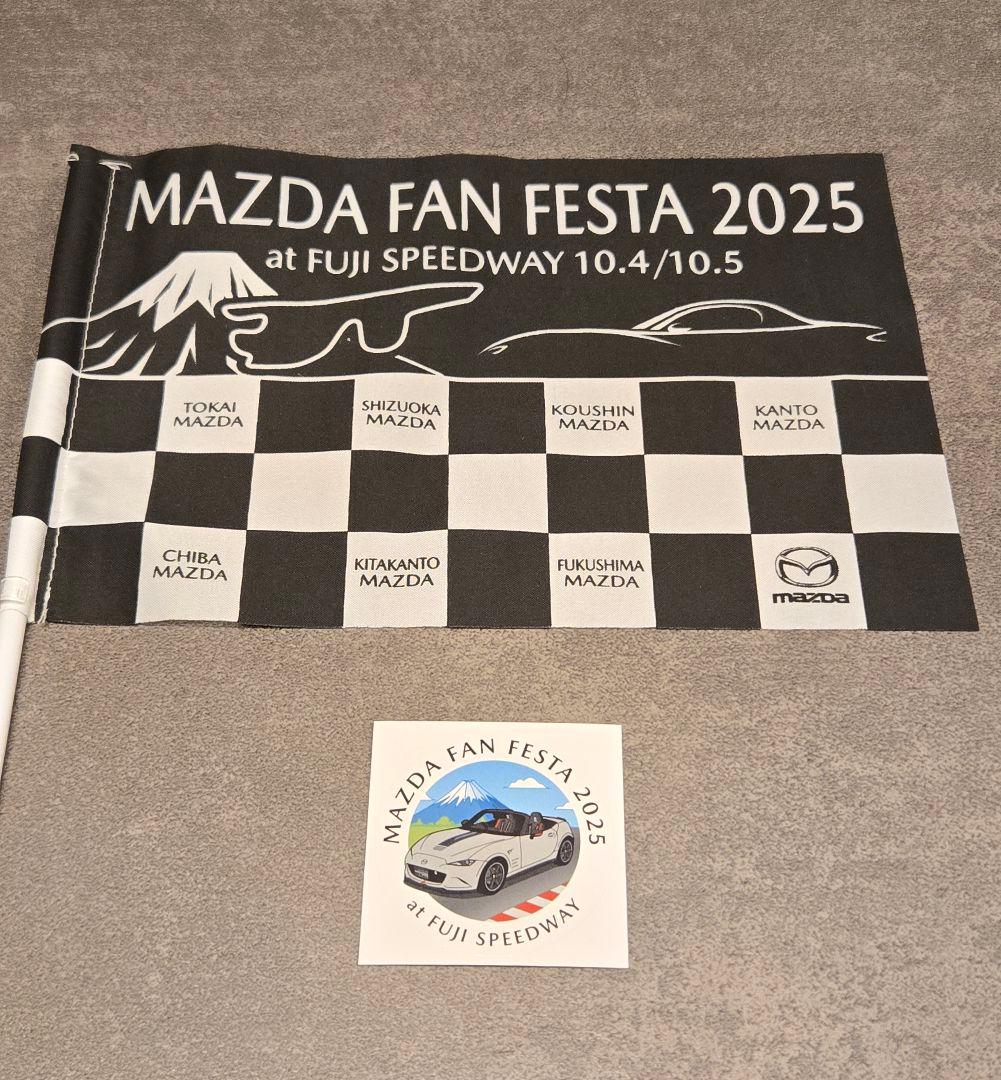 MAZDA FAN FESTA 2025
at FUJI SPEEDWAY 10.4/10.5
TOKAI
MAZDA
SHIZUOKA
MAZDA
KOUSHIN
MAZDA
KANTO
MAZDA
CHIBA
MAZDA
KITAKANTO
MAZDA
FUKUSHIMA
MAZDA
mazda
MAZDA FAN FESTA 2025
at FUJI SPEEDWAY